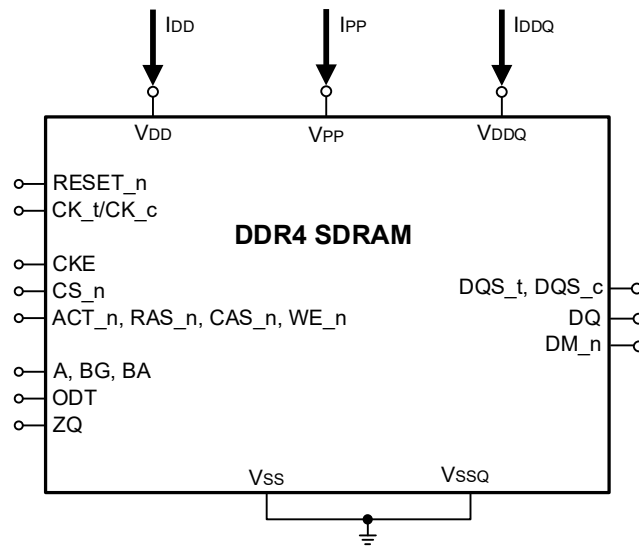 IDD IPP IDDQ
VDD VPP VDDQ
RESET_n
CK_t/CK_c
DDR4 SDRAM
CKE
CS_n DQS_t, DQS_c
ACT_n, RAS_n, CAS_n, WE_n DQ
DM_n
A, BG, BA
ODT
ZQ
VSS VSSQ